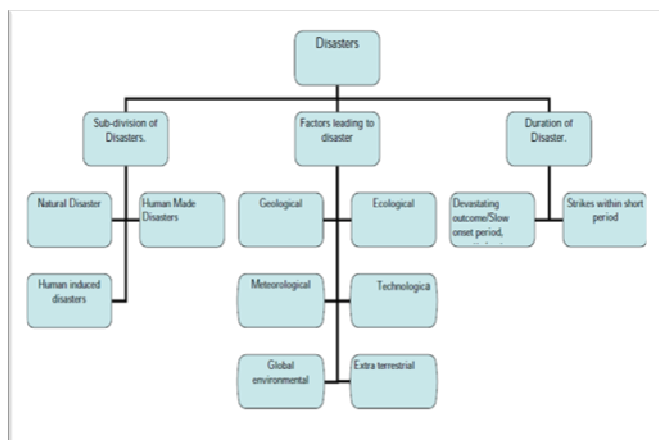 Disasters
Sub-division of
Disasters.
Factors leading to
disaster
Duration of
Disaster.
Natural Disaster
Human Made
Disasters
Geological
Ecological
Devastating
outcome/Slow
onset period,
Strikes within short
period
Human induced
disasters
Meteorological
Technologica
Global
environmental
Extra terrestrial